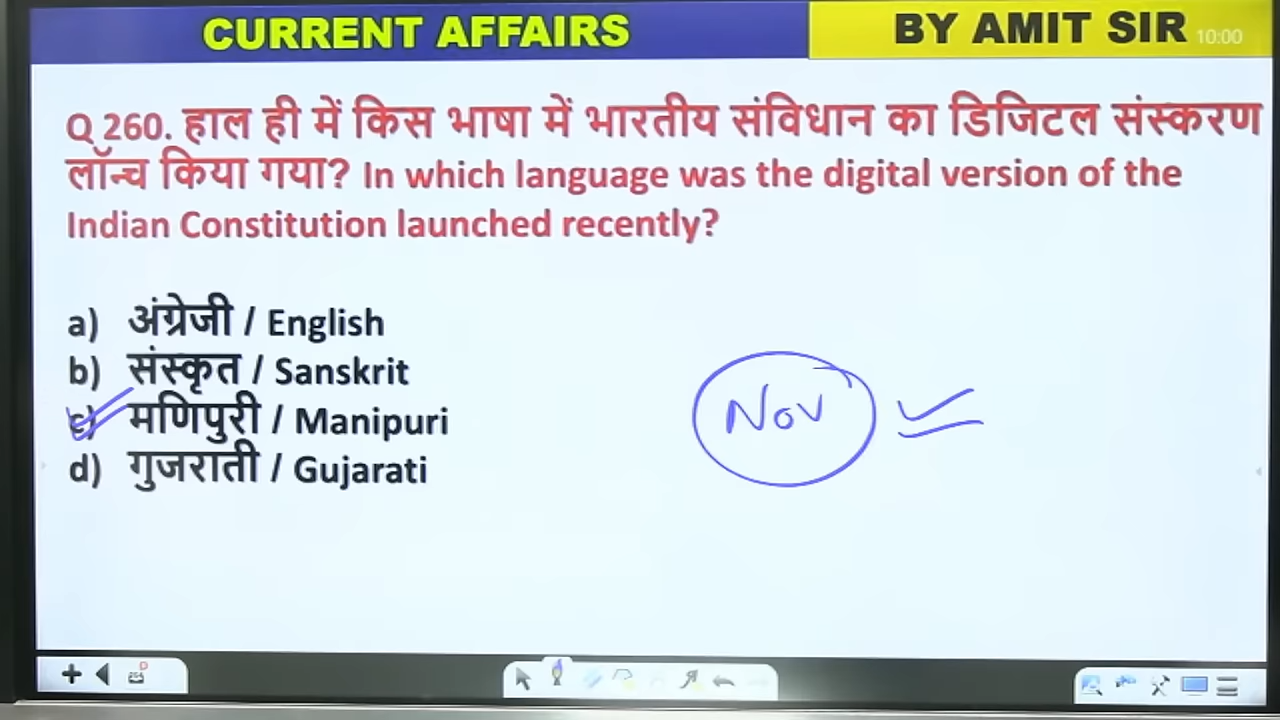 CURRENT AFFAIRS
BY AMIT SIR 10:00
Q 260. हाल ही में किस भाषा में भारतीय संविधान का डिजिटल संस्करण
लॉन्च किया गया? In which language was the digital version of the
Indian Constitution launched recently?
a) अंग्रेजी / English
b) संस्कृत / Sanskrit
c) मणिपुरी / Manipuri
Nov
d) गुजराती / Gujarati